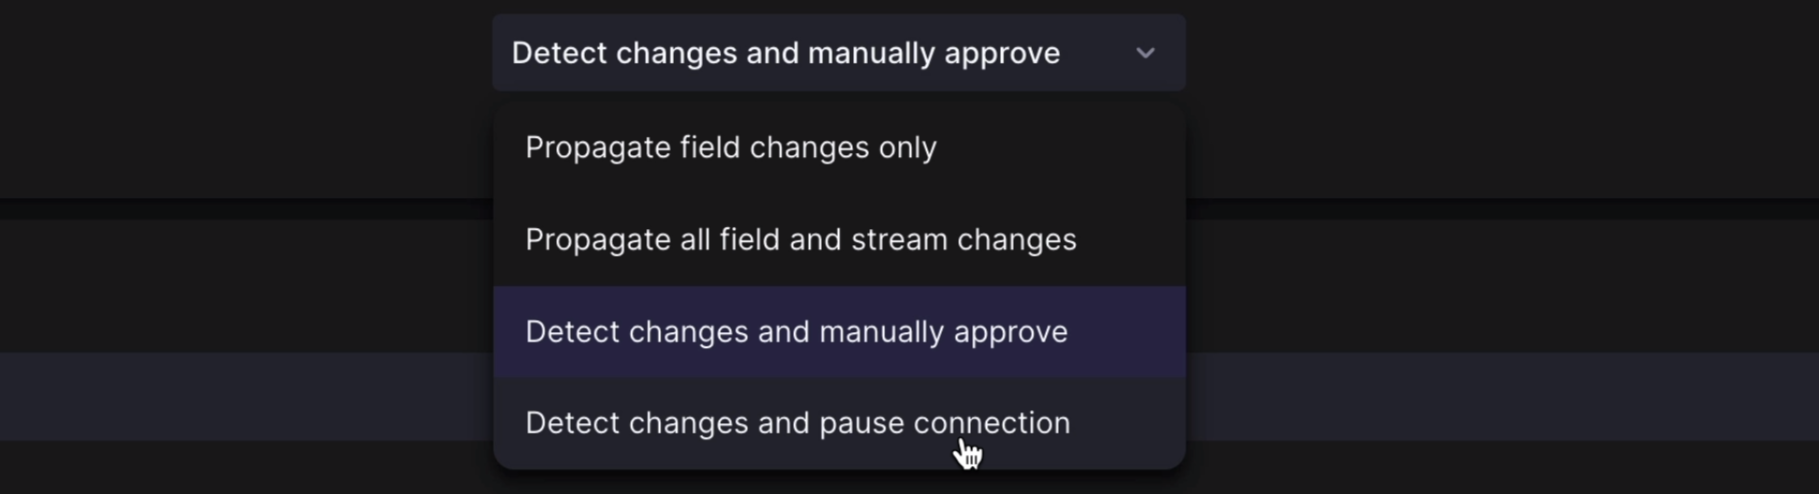 Detect changes and manually approve
Propagate field changes only
Propagate all field and stream changes
Detect changes and manually approve
Detect changes and pause connection